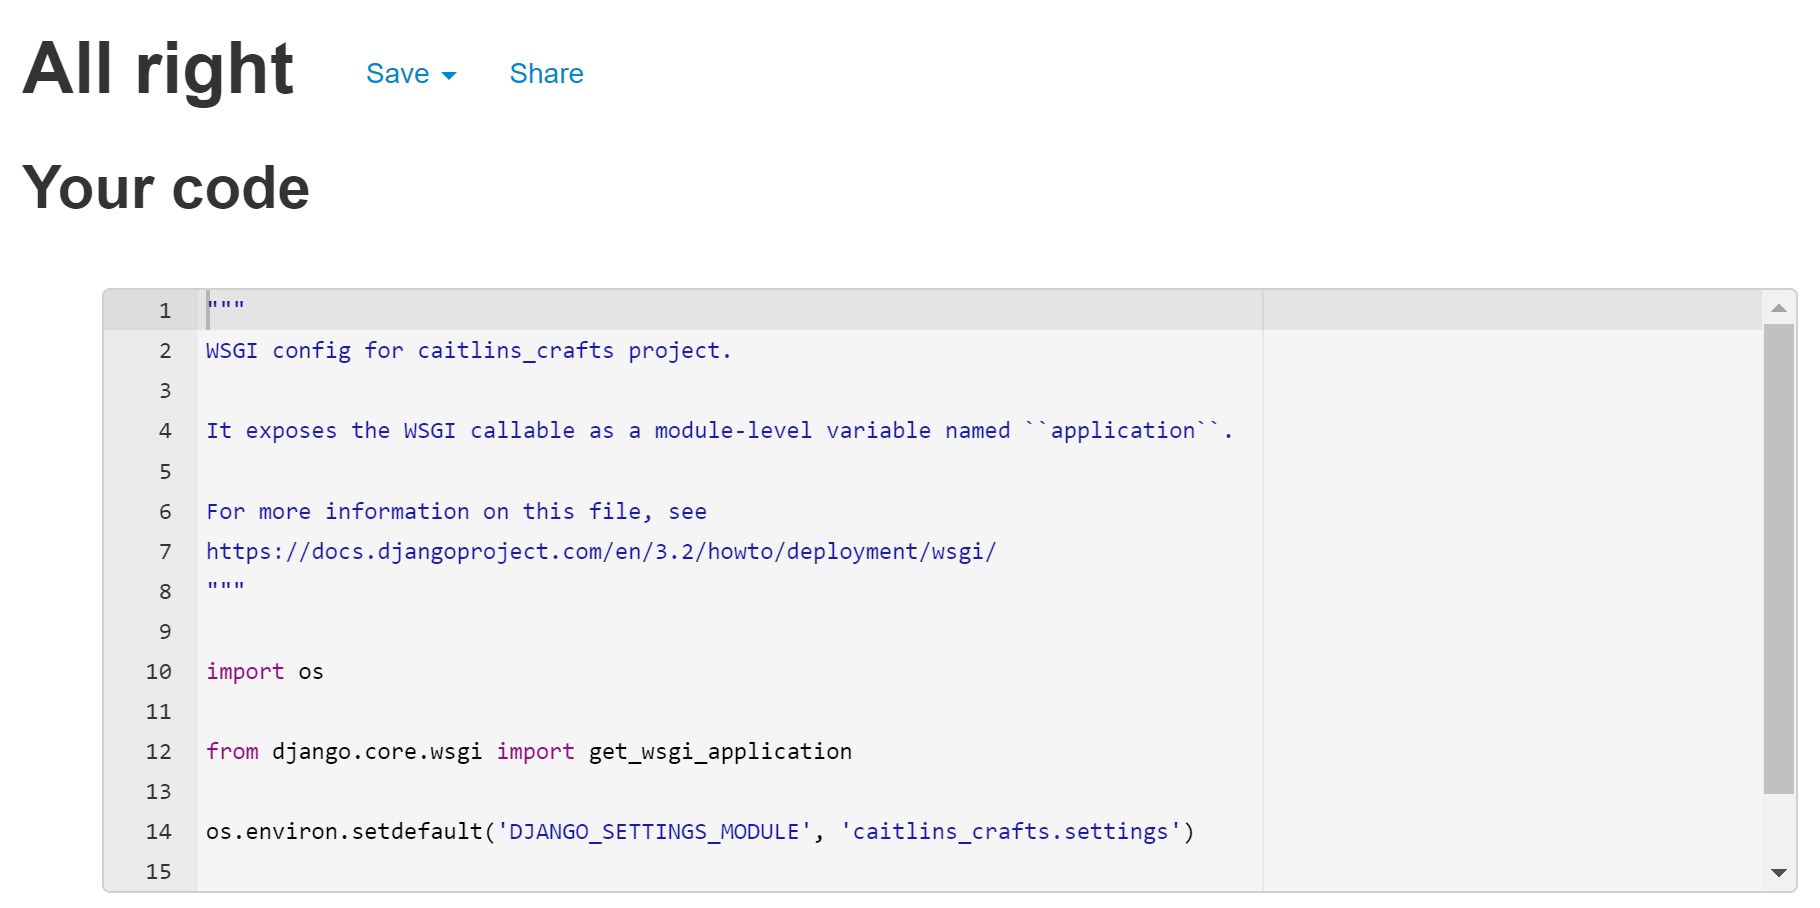 All right
Save
Share
Your code
1 """
2 WSGI config for caitlins_crafts project.
3
4 It exposes the WSGI callable as a module-level variable named ``application``.
5
6 For more information on this file, see
7 https://docs.djangoproject.com/en/3.2/howto/deployment/wsgi/
8 """
9
10 import os
11
12 from django.core.wsgi import get_wsgi_application
13
14 os.environ.setdefault('DJANGO_SETTINGS_MODULE', 'caitlins_crafts.settings')
15